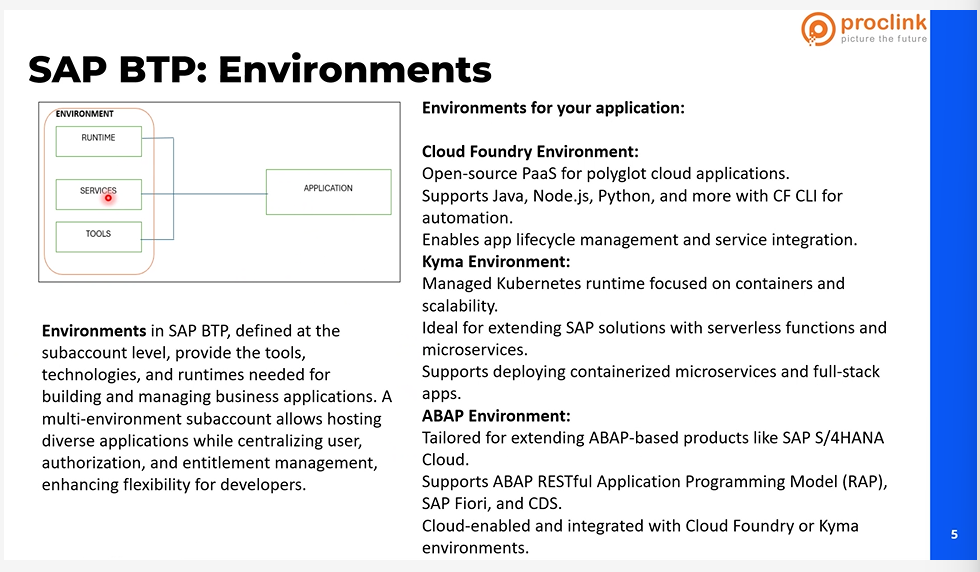 proclink
picture the future
SAP BTP: Environments
ENVIRONMENT
RUNTIME
SERVICES
TOOLS
APPLICATION
Environments in SAP BTP, defined at the
subaccount level, provide the tools,
technologies, and runtimes needed for
building and managing business applications. A
multi-environment subaccount allows hosting
diverse applications while centralizing user,
authorization, and entitlement management,
enhancing flexibility for developers.
Environments for your application:
Cloud Foundry Environment:
Open-source PaaS for polyglot cloud applications.
Supports Java, Node.js, Python, and more with CF CLI for
automation.
Enables app lifecycle management and service integration.
Kyma Environment:
Managed Kubernetes runtime focused on containers and
scalability.
Ideal for extending SAP solutions with serverless functions and
microservices.
Supports deploying containerized microservices and full-stack
apps.
ABAP Environment:
Tailored for extending ABAP-based products like SAP S/4HANA
Cloud.
Supports ABAP RESTful Application Programming Model (RAP),
SAP Fiori, and CDS.
Cloud-enabled and integrated with Cloud Foundry or Kyma
environments.
5